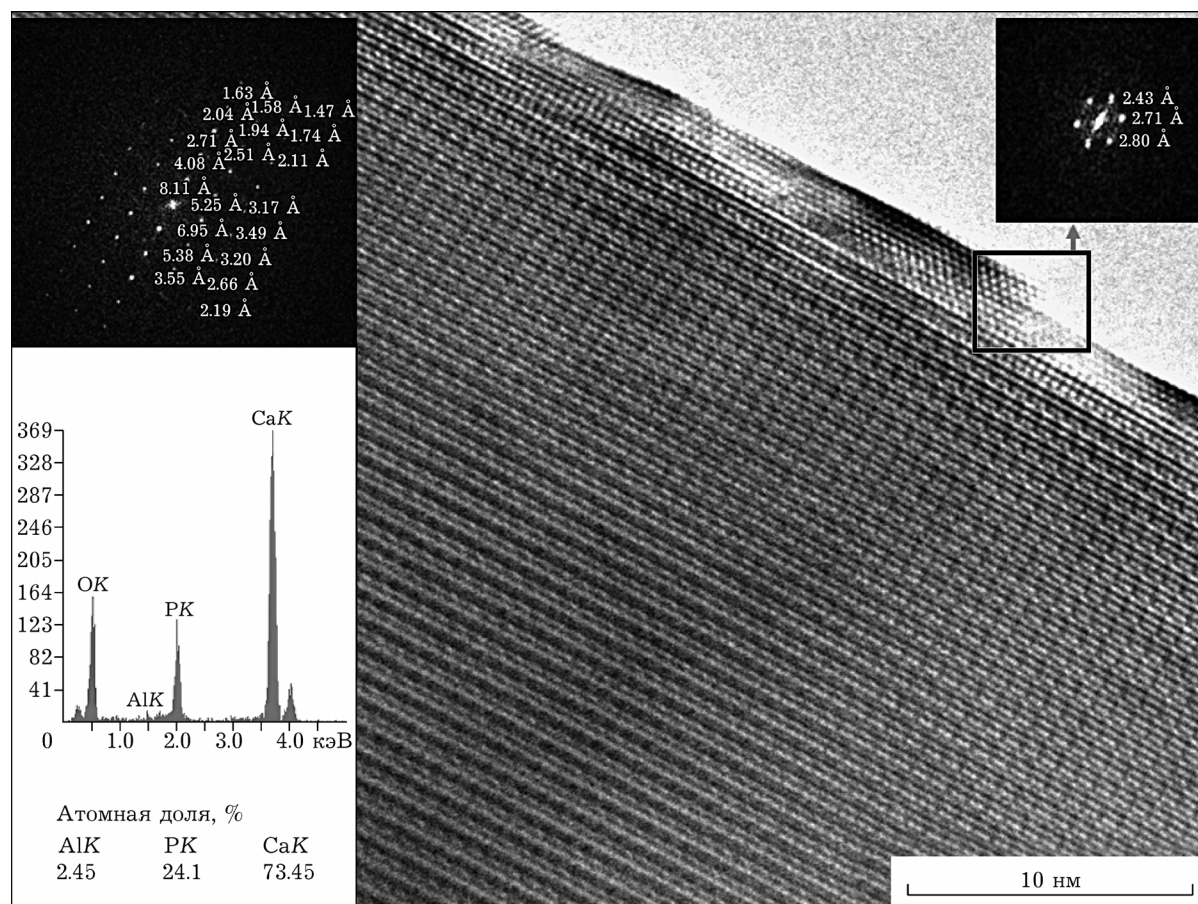 1.63 Å
1.58 Å 1.47 Å
2.04 Å
1.94 Å 1.74 Å
2.71 Å
2.51 Å 2.11 Å
4.08 Å
8.11 Å
5.25 Å 3.17 Å
6.95 Å 3.49 Å
5.38 Å 3.20 Å
3.55 Å 2.66 Å
2.19 Å
2.43 Å
2.71 Å
2.80 Å
CaK
369
328
287
246
205
164
123
82
41
OK
PK
AlK
0 1.0 2.0 3.0 4.0 кэВ
Атомная доля, %
AlK PK CaK
2.45 24.1 73.45
10 нм